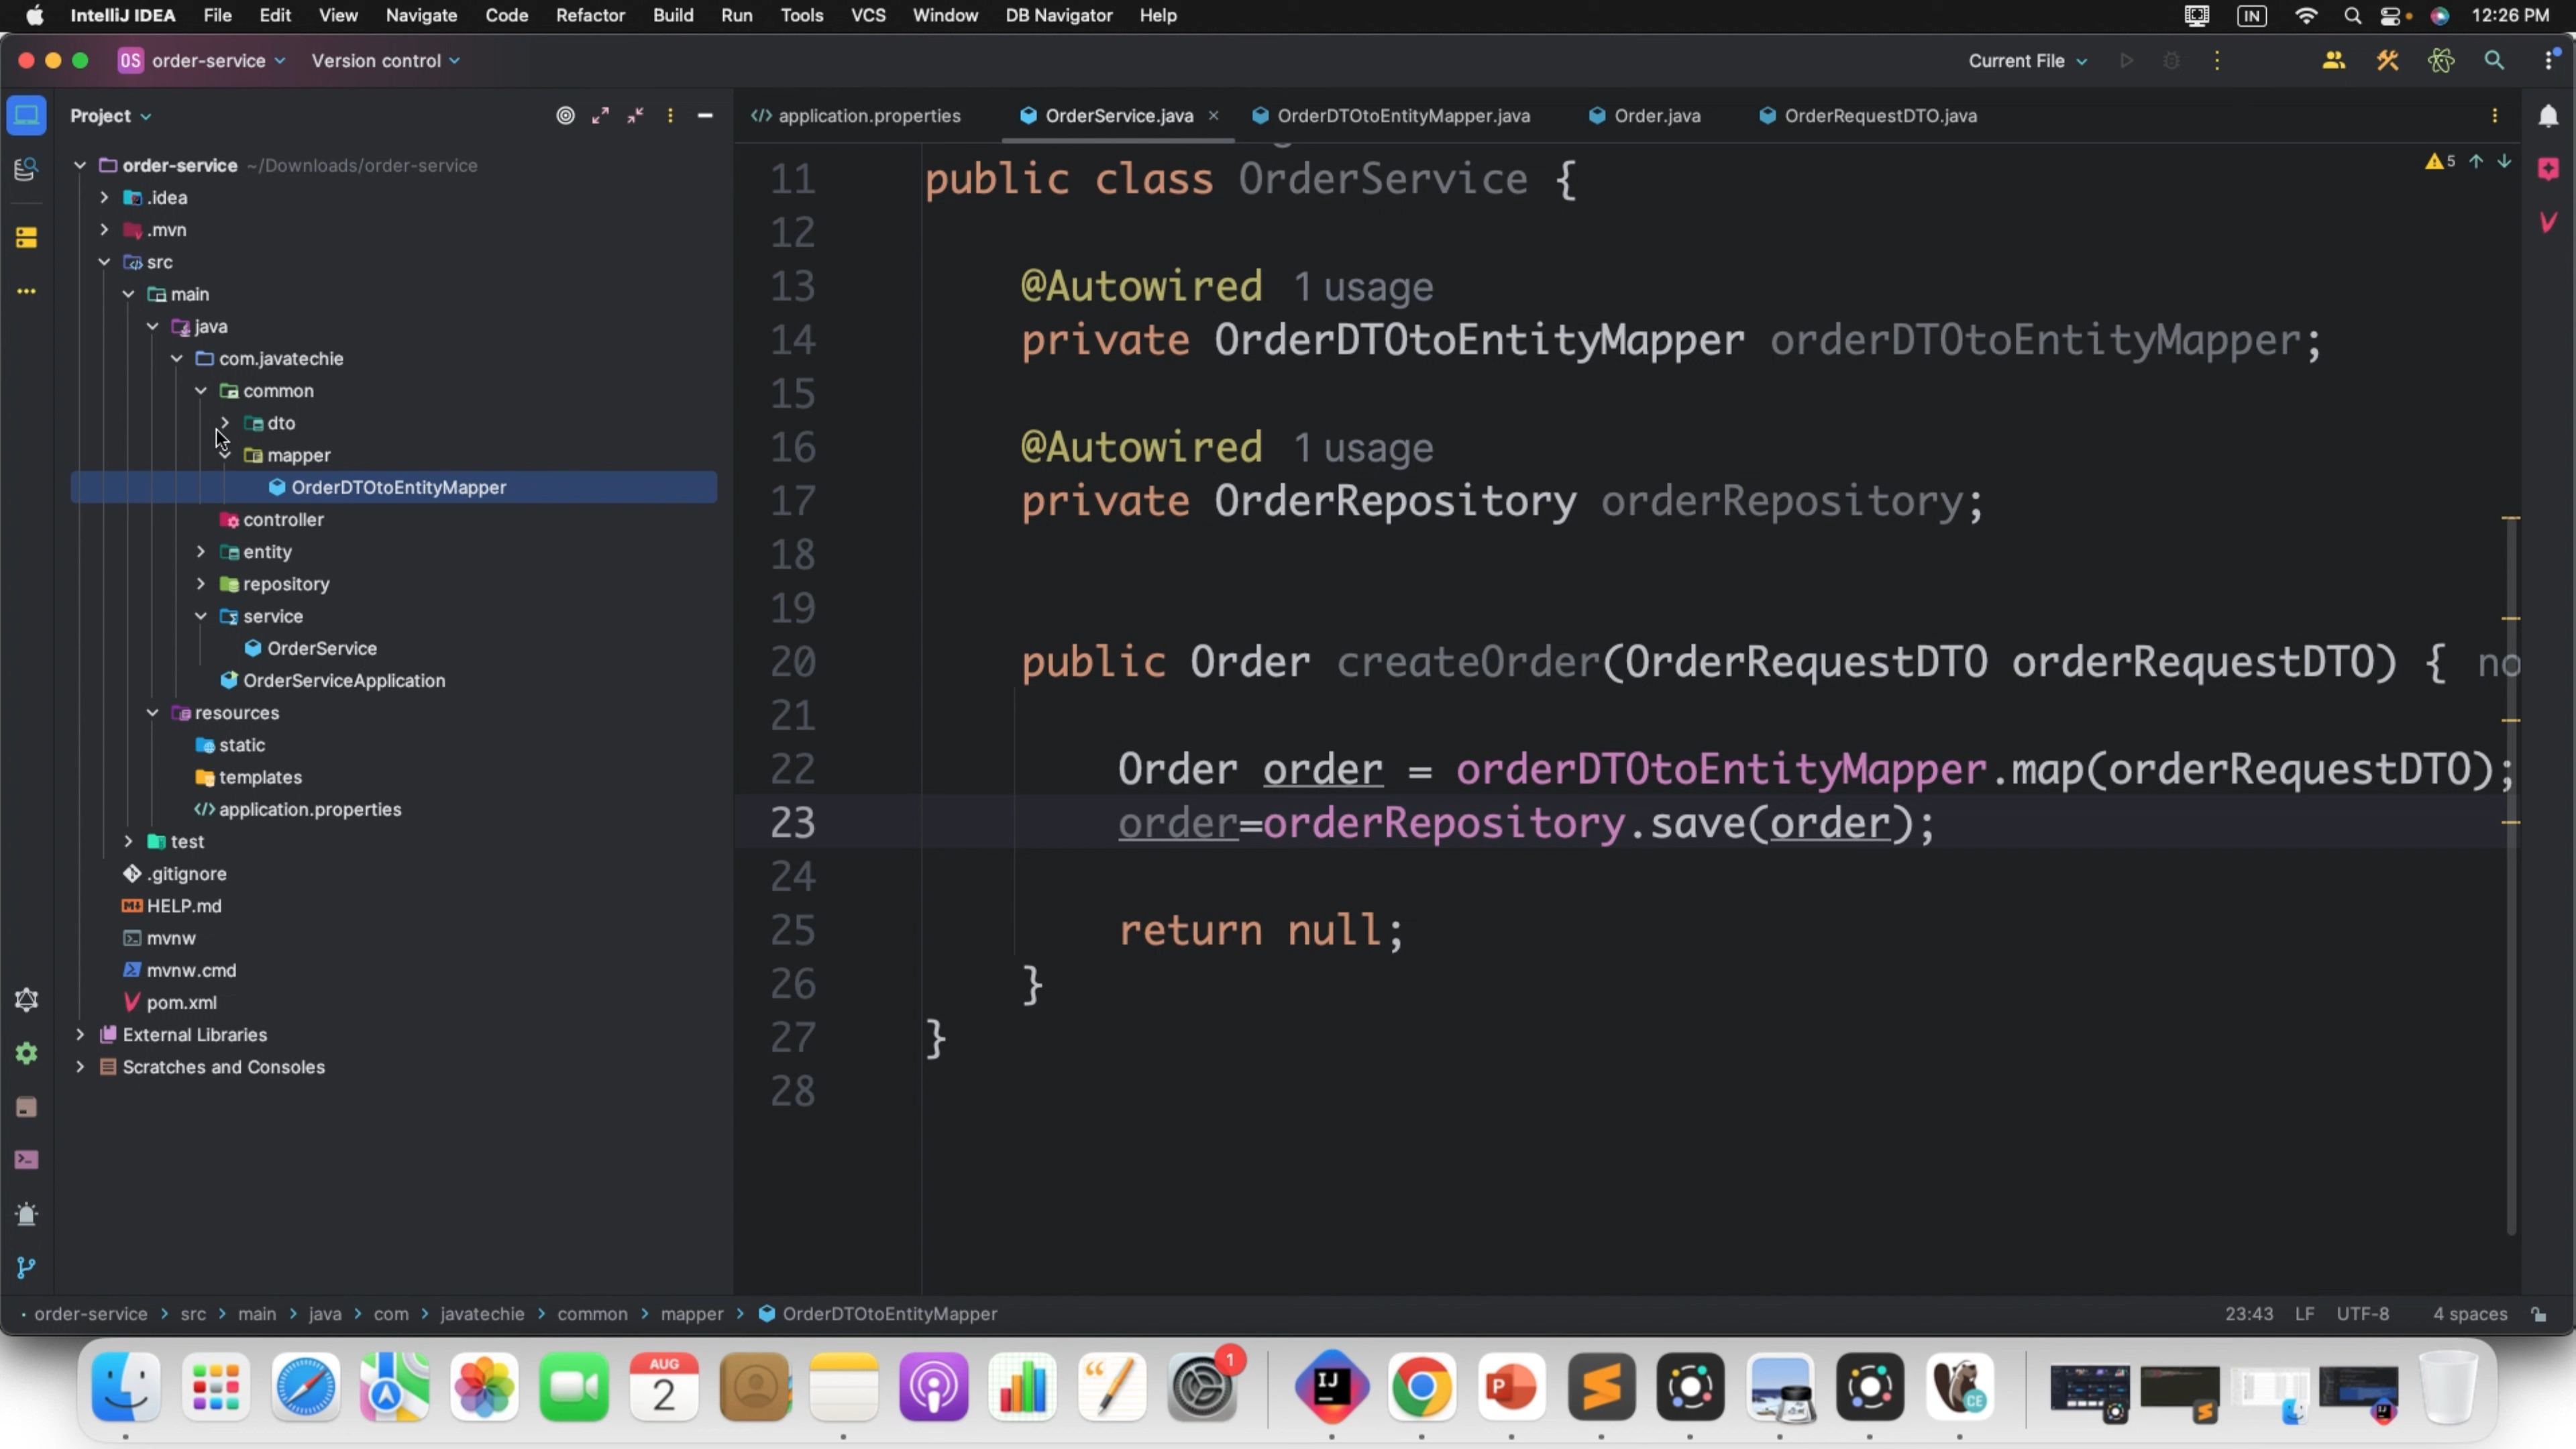 IntelliJ IDEA File Edit View Navigate Code Refactor Build Run Tools VCS Window DB Navigator Help IN 12:26 PM
OS order-service Version control Current File
Project
application.properties OrderService.java OrderDTOtoEntityMapper.java Order.java OrderRequestDTO.java
order-service ~/Downloads/order-service
.idea
.mvn
src
main
java
com.javatechie
common
dto
mapper
OrderDTOtoEntityMapper
controller
entity
repository
service
OrderService
OrderServiceApplication
resources
static
templates
application.properties
test
.gitignore
HELP.md
mvnw
mvnw.cmd
pom.xml
External Libraries
Scratches and Consoles
5
11 public class OrderService {
12
13 @Autowired 1 usage
14 private OrderDTOtoEntityMapper orderDTOtoEntityMapper;
15
16 @Autowired 1 usage
17 private OrderRepository orderRepository;
18
19
20 public Order createOrder(OrderRequestDTO orderRequestDTO) { no
21
22 Order order = orderDTOtoEntityMapper.map(orderRequestDTO);
23 order=orderRepository.save(order);
24
25 return null;
26 }
27 }
28
order-service > src > main > java > com > javatechie > common > mapper > OrderDTOtoEntityMapper 23:43 LF UTF-8 4 spaces
AUG
2
1
IJ
P
CE